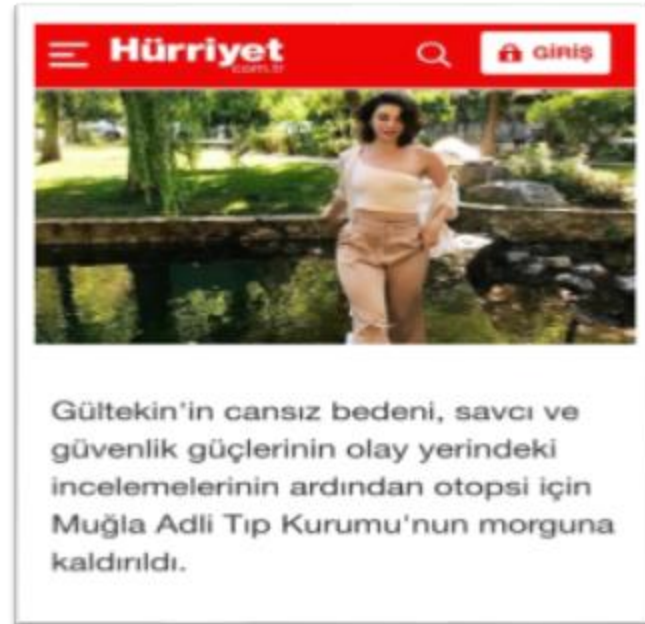 Hürriyet
.com.tr
GİRİŞ
Gültekin'in cansız bedeni, savcı ve
güvenlik güçlerinin olay yerindeki
incelemelerinin ardından otopsi için
Muğla Adli Tıp Kurumu'nun morguna
kaldırıldı.